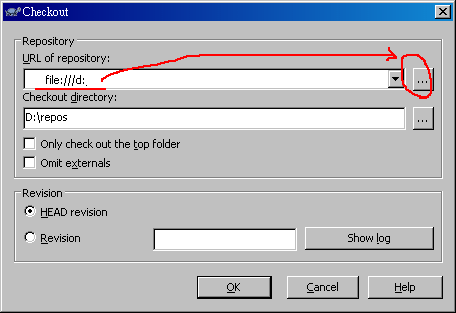 Checkout
Repository
URL of repository:
file:///d:
...
Checkout directory:
D:\repos
...
Only check out the top folder
Omit externals
Revision
HEAD revision
Revision
Show log
OK
Cancel
Help